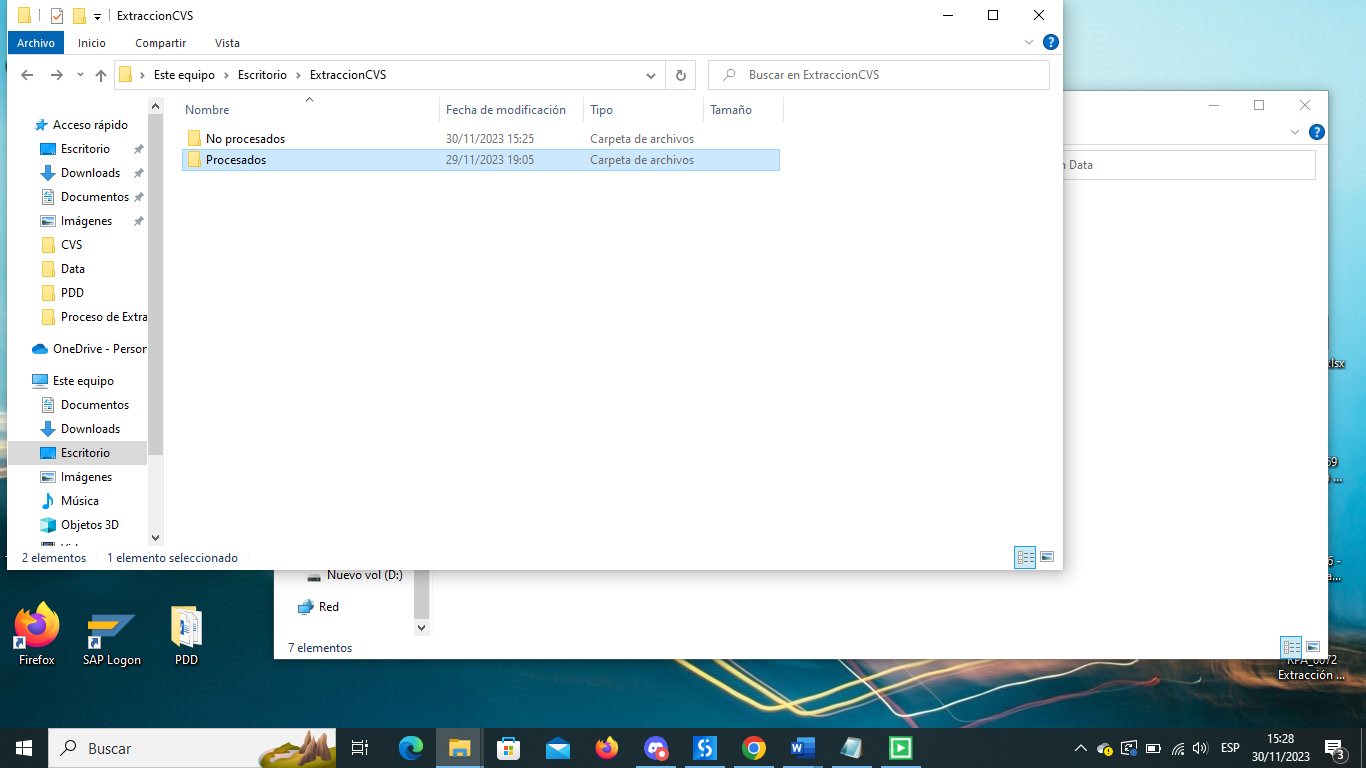 ExtraccionCVS
Archivo Inicio Compartir Vista
Este equipo Escritorio ExtraccionCVS
Buscar en ExtraccionCVS
Nombre Fecha de modificación Tipo Tamaño
No procesados 30/11/2023 15:25 Carpeta de archivos
Procesados 29/11/2023 19:05 Carpeta de archivos
Acceso rápido
Escritorio
Downloads
Documentos
Imágenes
CVS
Data
PDD
Proceso de Extra
OneDrive - Person
Este equipo
Documentos
Downloads
Escritorio
Imágenes
Música
Objetos 3D
2 elementos 1 elemento seleccionado
Data
Nuevo vol (D:)
Red
7 elementos
Firefox
SAP Logon
PDD
RPA_0072
Extracción ...
Buscar
ESP
15:28
30/11/2023
3